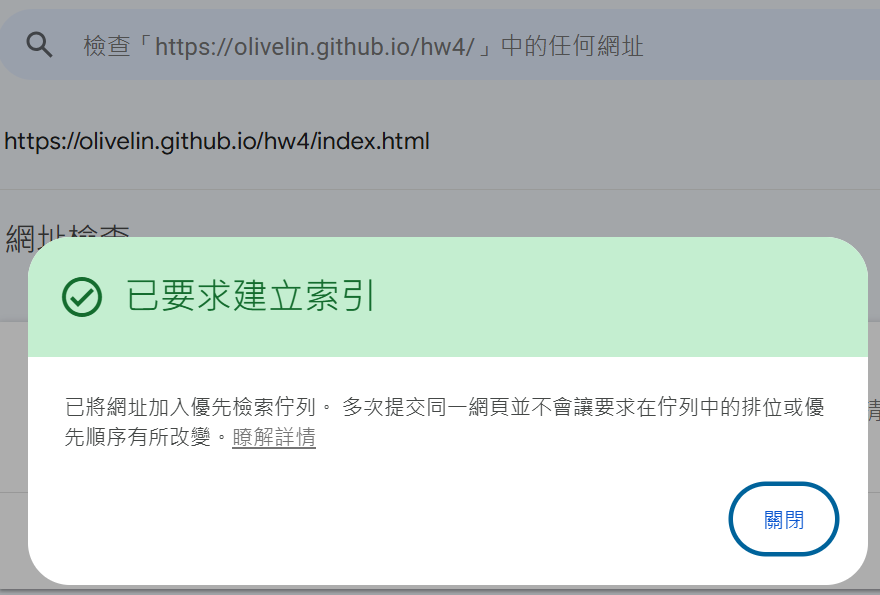 檢查「https://olivelin.github.io/hw4/」中的任何網址
https://olivelin.github.io/hw4/index.html
網址檢查
已要求建立索引
已將網址加入優先檢索佇列。 多次提交同一網頁並不會讓要求在佇列中的排位或優
先順序有所改變。瞭解詳情
關閉